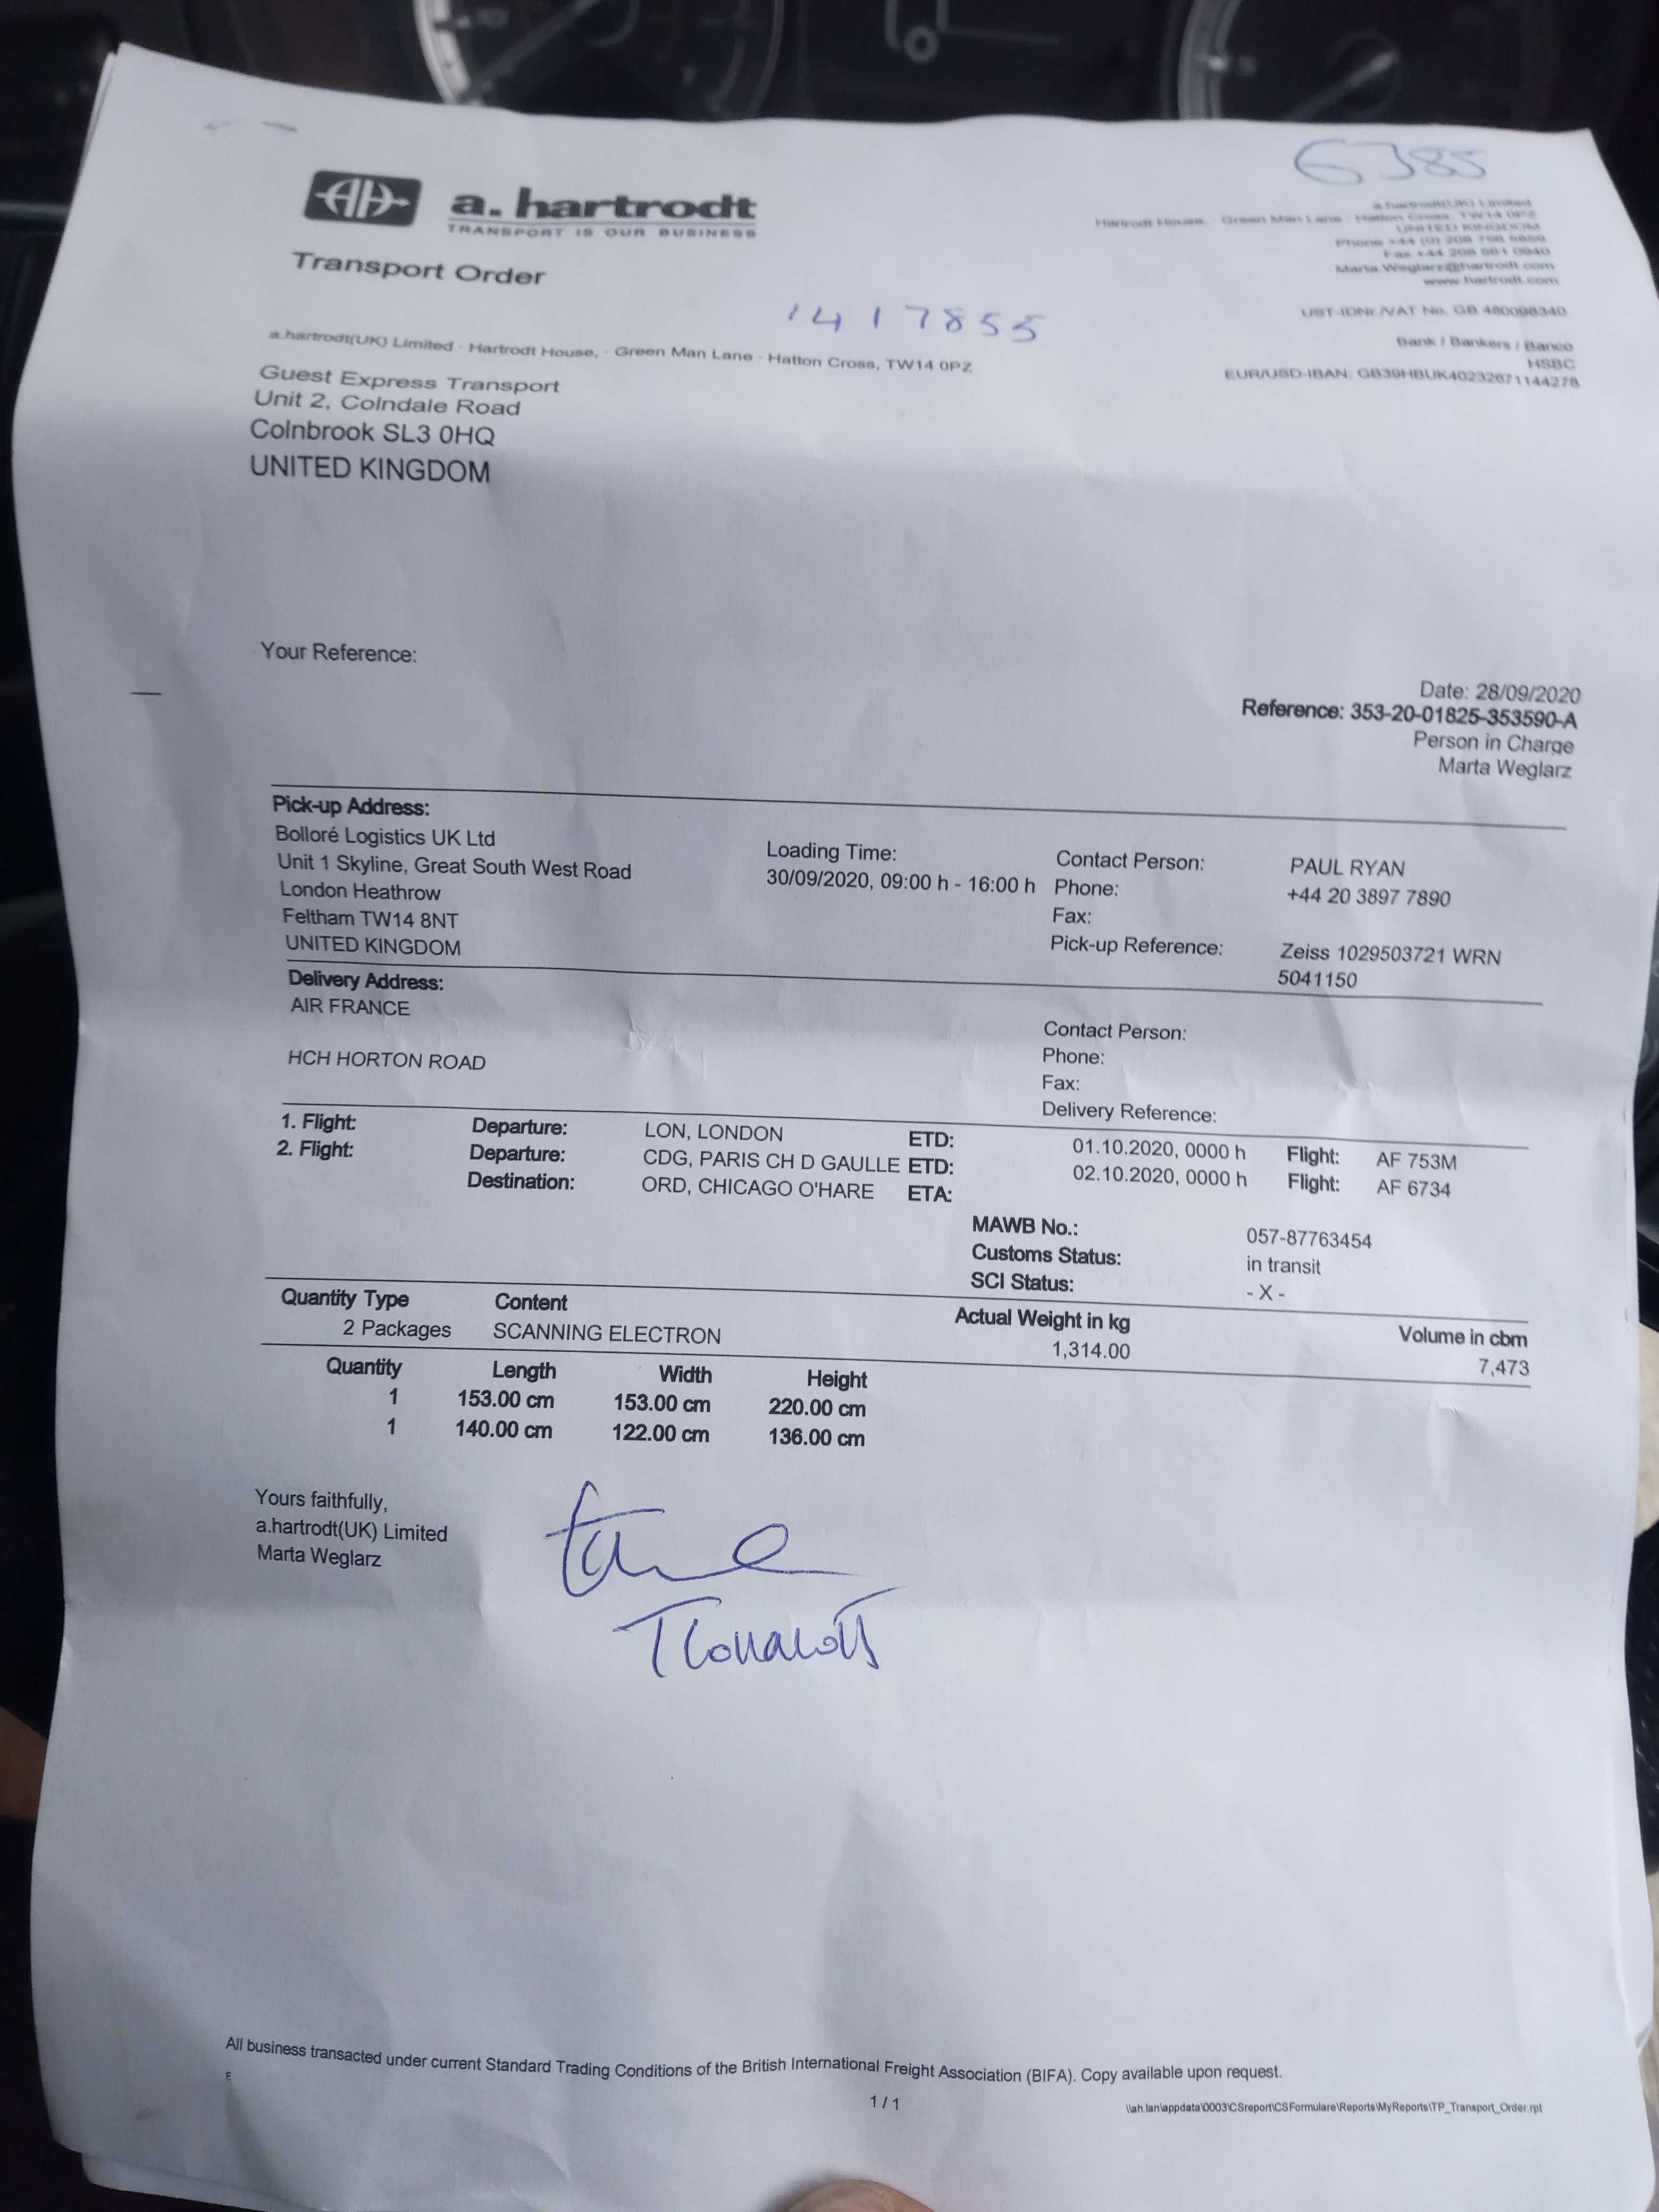 6385
AH
a. hartrodt
TRANSPORT IS OUR BUSINESS
Transport Order
a.hartrodt(UK) Limited
Hartrodt House, · Green Man Lane · Hatton Cross, TW14 0PZ
UNITED KINGDOM
Phone +44 (0) 208
Fax +44 208
Marta.Weglarz@hartrodt.com
www.hartrodt.com
UST-IDNr./VAT No. GB 480098340
Bank / Bankers / Banco
HSBC
EUR/USD-IBAN: GB39HBUK40232671144278
1417855
a.hartrodt(UK) Limited · Hartrodt House, · Green Man Lane · Hatton Cross, TW14 0PZ
Guest Express Transport
Unit 2, Colndale Road
Colnbrook SL3 0HQ
UNITED KINGDOM
Your Reference:
Date: 28/09/2020
Reference: 353-20-01825-353590-A
Person in Charge
Marta Weglarz
Pick-up Address:
Bolloré Logistics UK Ltd
Unit 1 Skyline, Great South West Road
London Heathrow
Feltham TW14 8NT
UNITED KINGDOM
Loading Time:
30/09/2020, 09:00 h - 16:00 h
Contact Person: PAUL RYAN
Phone: +44 20 3897 7890
Fax:
Pick-up Reference: Zeiss 1029503721 WRN
5041150
Delivery Address:
AIR FRANCE
HCH HORTON ROAD
Contact Person:
Phone:
Fax:
Delivery Reference:
1. Flight: Departure: LON, LONDON ETD: 01.10.2020, 0000 h Flight: AF 753M
2. Flight: Departure: CDG, PARIS CH D GAULLE ETD: 02.10.2020, 0000 h Flight: AF 6734
Destination: ORD, CHICAGO O'HARE ETA:
MAWB No.: 057-87763454
Customs Status: in transit
SCI Status: - X -
Quantity Type Content Actual Weight in kg Volume in cbm
2 Packages SCANNING ELECTRON 1,314.00 7,473
Quantity Length Width Height
1 153.00 cm 153.00 cm 220.00 cm
1 140.00 cm 122.00 cm 136.00 cm
Yours faithfully,
a.hartrodt(UK) Limited
Marta Weglarz
All business transacted under current Standard Trading Conditions of the British International Freight Association (BIFA). Copy available upon request.
E
1 / 1
\\ah.lan\appdata\0003\CSreport\CSFormulare\Reports\MyReports\TP_Transport_Order.rpt